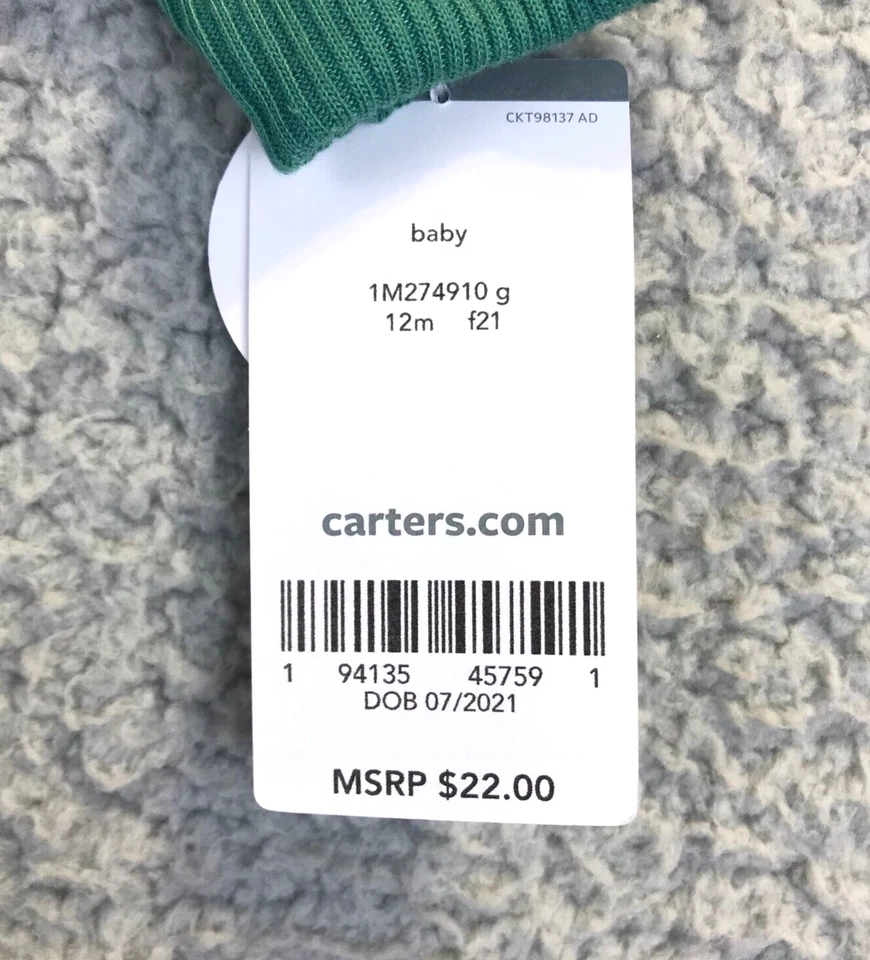 CKT98137 AD
baby
1M274910 g
12m f21
carters.com
1 94135 45759 1
DOB 07/2021
MSRP $22.00